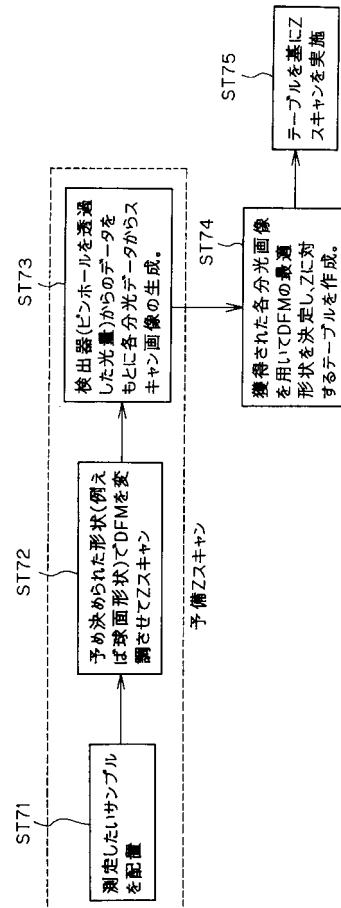 ST71
測定したいサンプル
を配置
ST72
予め決められた形状(例え
ば球面形状)でDFMを変
調させてZスキャン
ST73
検出器(ピンホールを透過
した光量)からのデータを
もとに各分光データからス
キャン画像の生成。
予備Zスキャン
ST74
獲得された各分光画像
を用いてDFMの最適
形状を決定し、Zに対
するテーブルを作成。
ST75
テーブルを基にZ
スキャンを実施